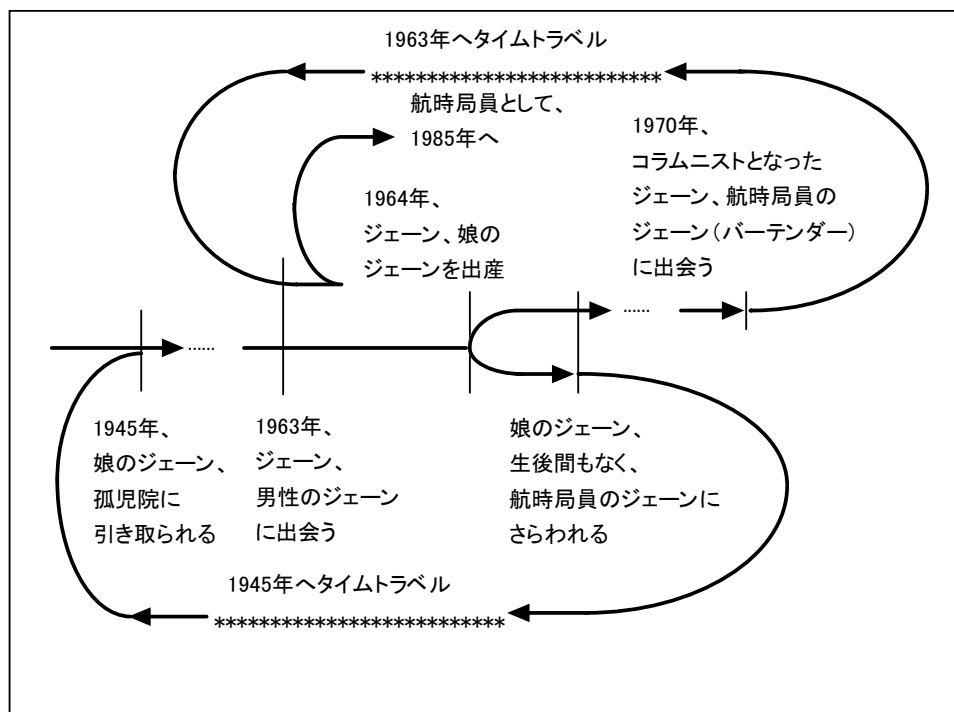 1963年へタイムトラベル
**************************
航時局員として、
1985年へ
1970年、
コラムニストとなった
ジェーン、航時局員の
ジェーン(バーテンダー)
に出会う
1964年、
ジェーン、娘の
ジェーンを出産
......
......
1945年、
娘のジェーン、
孤児院に
引き取られる
1963年、
ジェーン、
男性のジェーン
に出会う
娘のジェーン、
生後間もなく、
航時局員のジェーンに
さらわれる
1945年へタイムトラベル
**************************